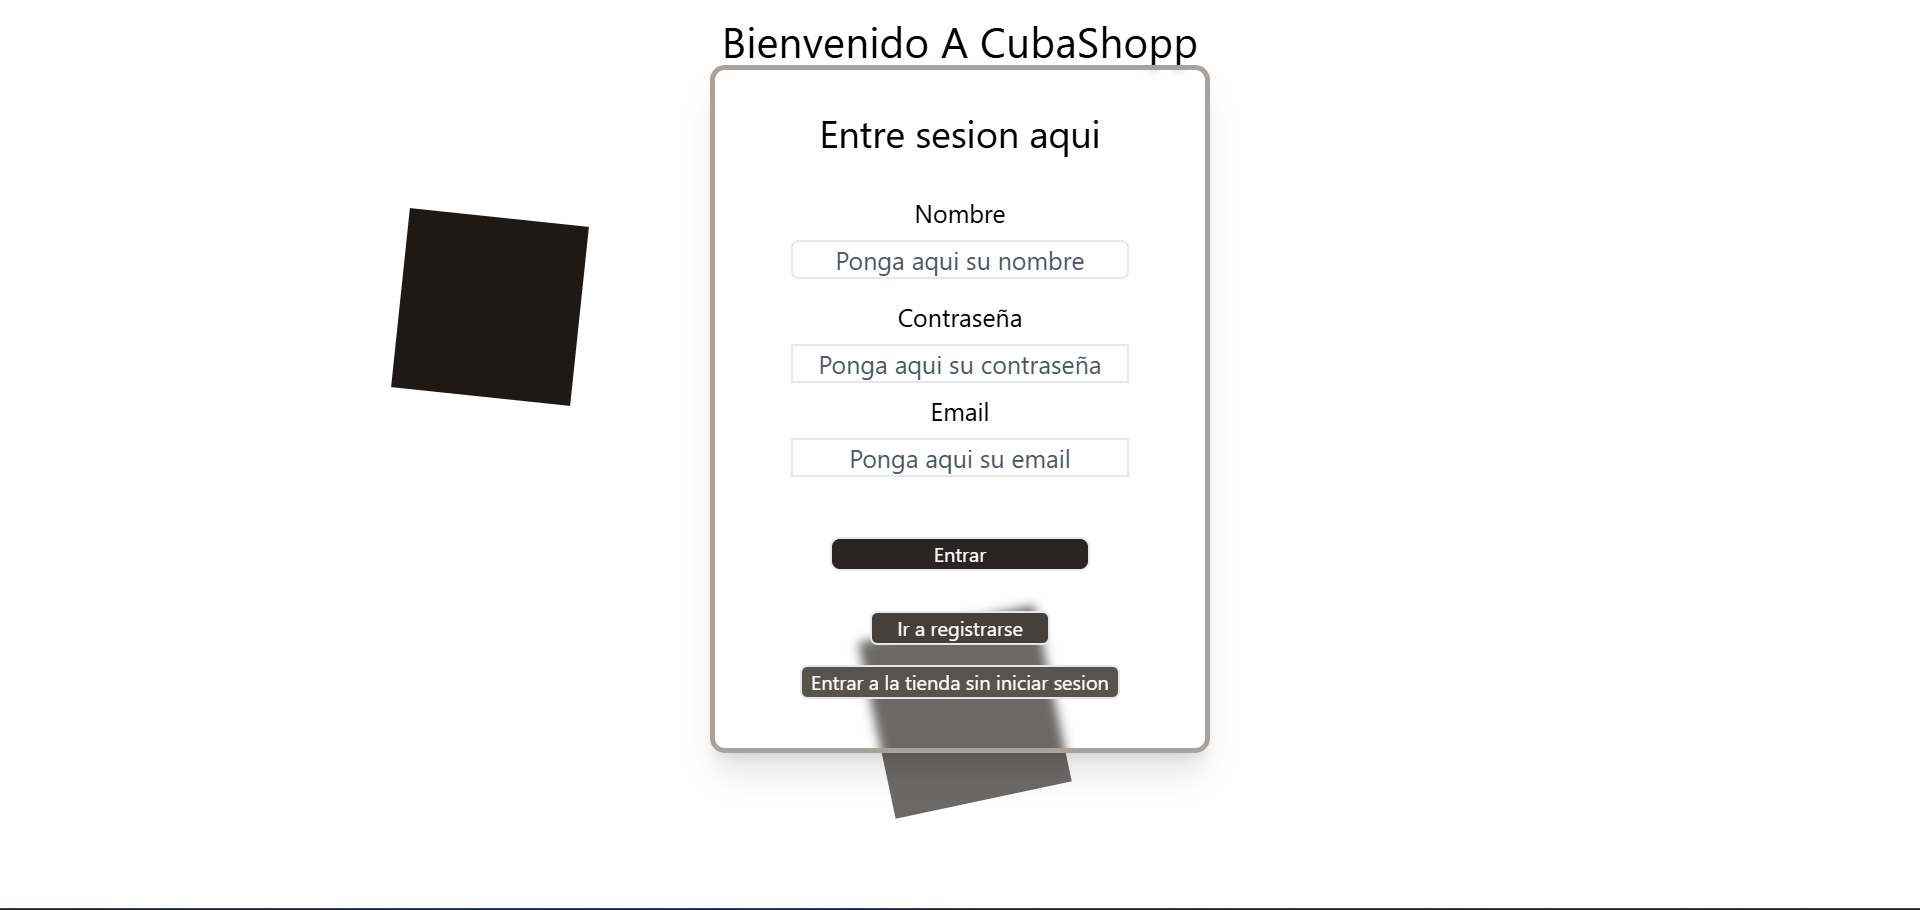 Bienvenido A CubaShopp
Entre sesion aqui
Nombre
Ponga aqui su nombre
Contraseña
Ponga aqui su contraseña
Email
Ponga aqui su email
Entrar
Ir a registrarse
Entrar a la tienda sin iniciar sesion